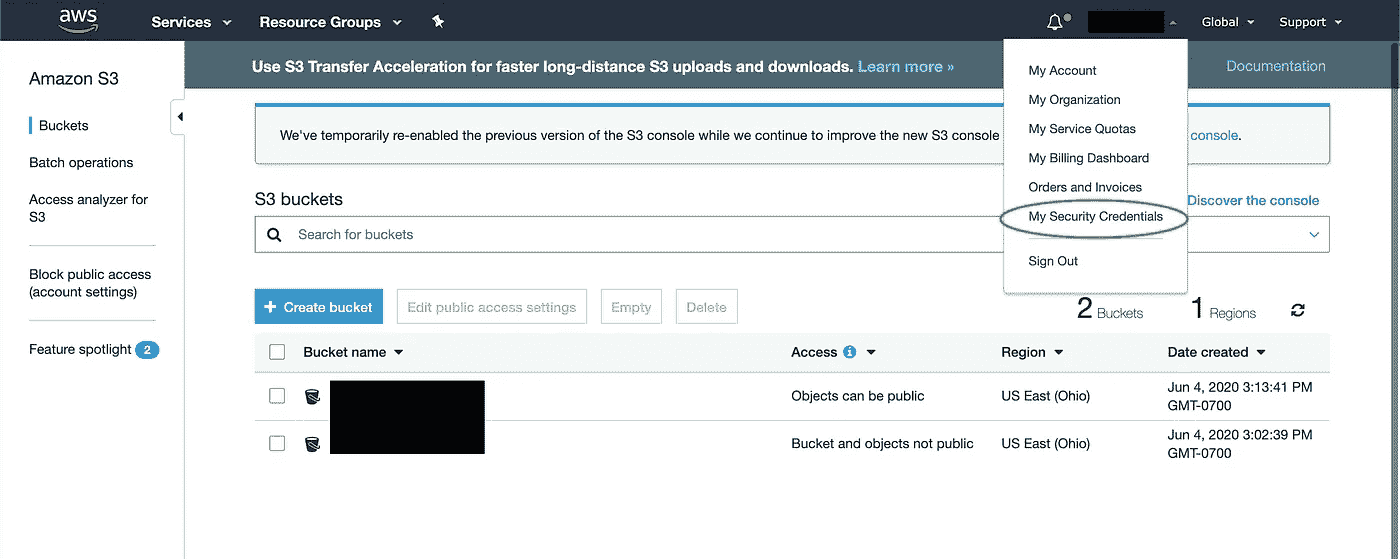 aws
Services
Resource Groups
Global
Support
Amazon S3
Buckets
Batch operations
Access analyzer for
S3
Block public access
(account settings)
Feature spotlight 2
Use S3 Transfer Acceleration for faster long-distance S3 uploads and downloads. Learn more »
Documentation
We've temporarily re-enabled the previous version of the S3 console while we continue to improve the new S3 console
console.
My Account
My Organization
My Service Quotas
My Billing Dashboard
Orders and Invoices
My Security Credentials
Sign Out
S3 buckets
Discover the console
Search for buckets
+ Create bucket
Edit public access settings
Empty
Delete
2 Buckets
1 Regions
Bucket name
Access
Region
Date created
Objects can be public
US East (Ohio)
Jun 4, 2020 3:13:41 PM
GMT-0700
Bucket and objects not public
US East (Ohio)
Jun 4, 2020 3:02:39 PM
GMT-0700